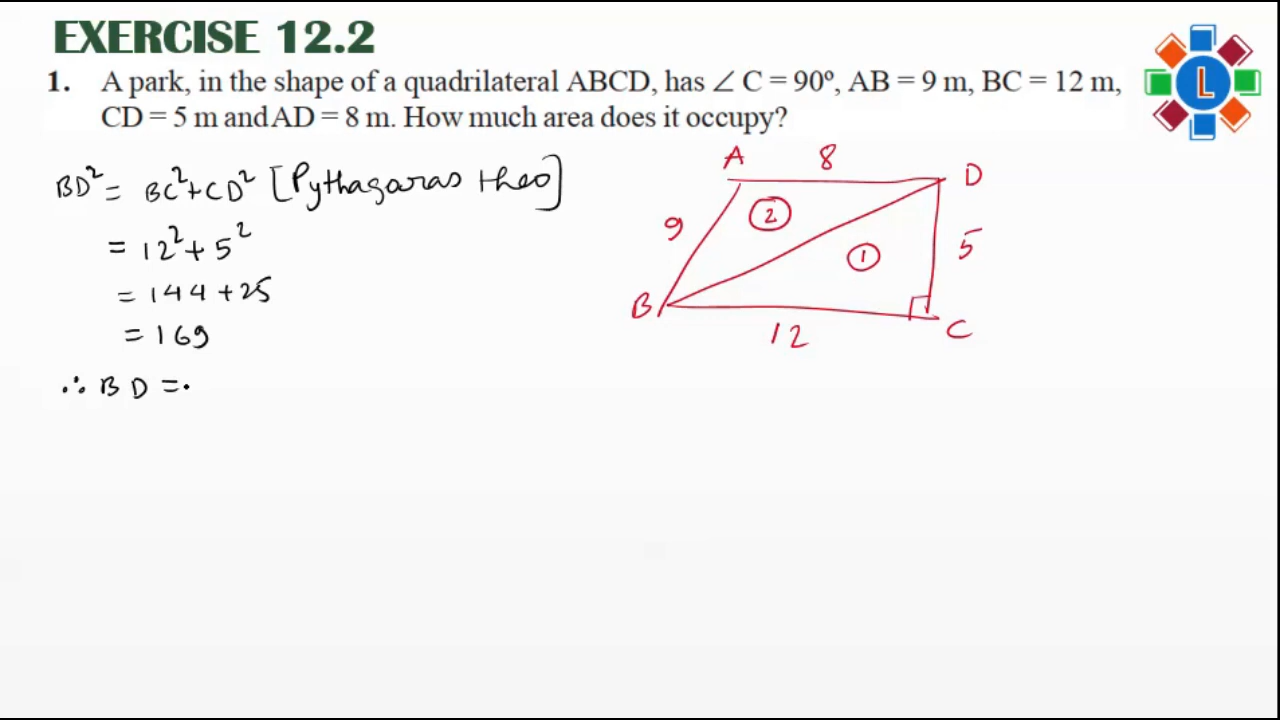 EXERCISE 12.2
1. A park, in the shape of a quadrilateral ABCD, has ∠ C = 90º, AB = 9 m, BC = 12 m,
CD = 5 m and AD = 8 m. How much area does it occupy?
L
BD² = BC² + CD² [Pythagaras theo]
= 12² + 5²
= 144 + 25
= 169
∴ BD =
A 8 D
9 ② ① 5
B 12 C